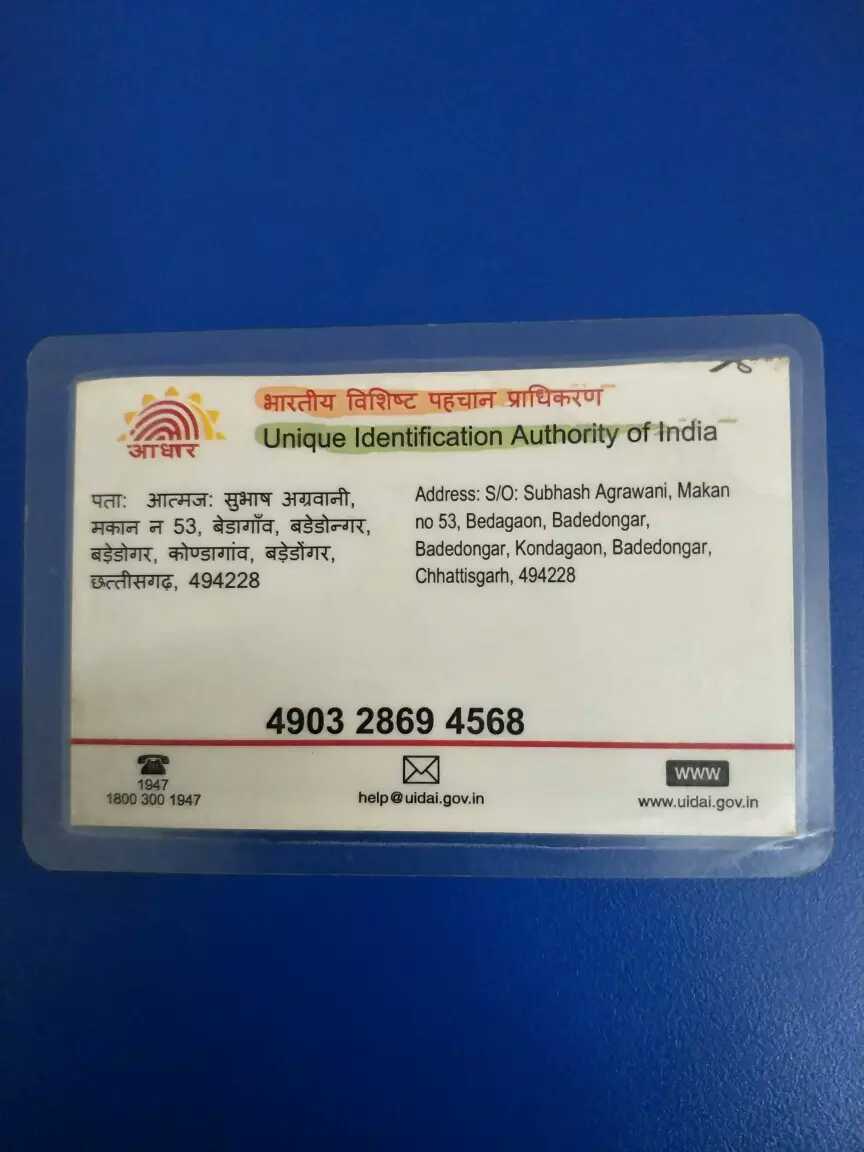 भारतीय विशिष्ट पहचान प्राधिकरण
Unique Identification Authority of India
आधार
पता: आत्मज: सुभाष अग्रवानी,
मकान न 53, बेडागाँव, बडेडोन्गर,
बड़ेडोगर, कोण्डागांव, बड़ेडोंगर,
छत्तीसगढ़, 494228
Address: S/O: Subhash Agrawani, Makan
no 53, Bedagaon, Badedongar,
Badedongar, Kondagaon, Badedongar,
Chhattisgarh, 494228
4903 2869 4568
1947
1800 300 1947
help@uidai.gov.in
www
www.uidai.gov.in